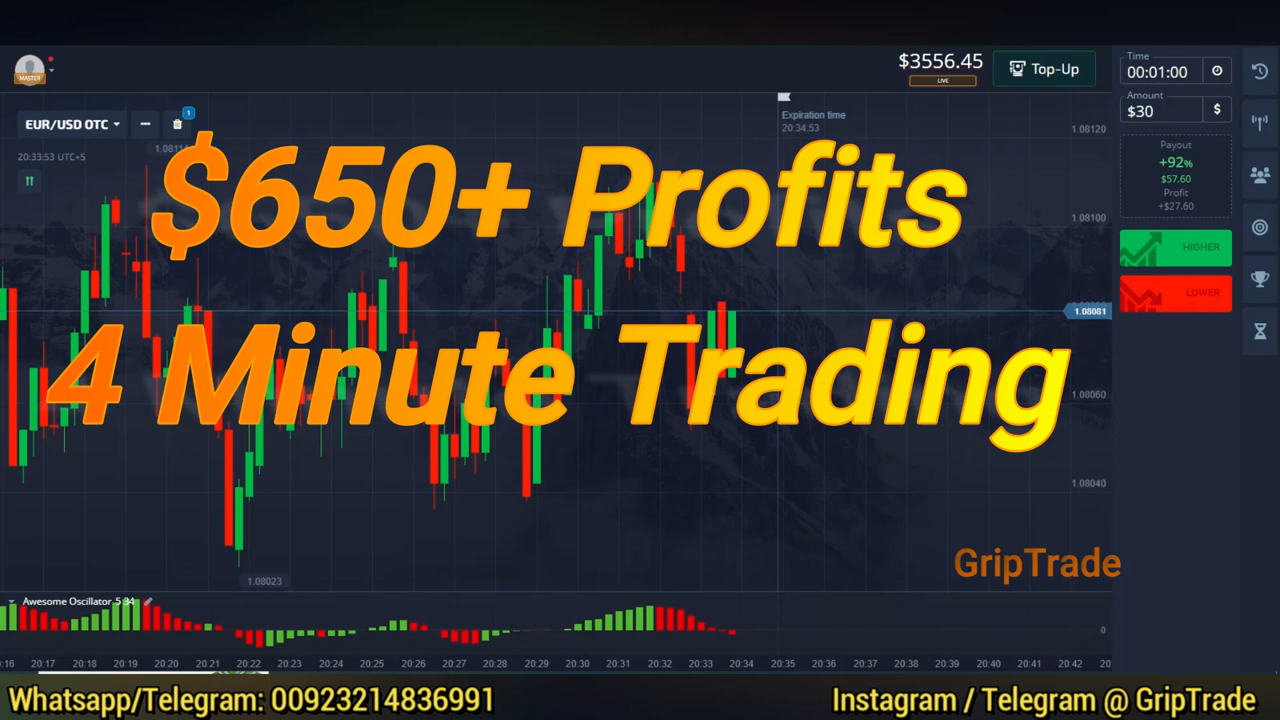 MASTER
$3556.45
LIVE
Top-Up
Time
00:01:00
Amount
$30
$
EUR/USD OTC
1
Expiration time
20:34:53
1.08120
20:33:53 UTC+5
Payout
+92%
$57.60
Profit
+$27.60
$650+ Profits
1.08100
HIGHER
LOWER
1.08081
4 Minute Trading
1.08060
1.08040
GripTrade
1.08023
Awesome Oscillator 5 34
0
20:17 20:18 20:19 20:20 20:21 20:22 20:23 20:24 20:25 20:26 20:27 20:28 20:29 20:30 20:31 20:32 20:33 20:34 20:35 20:36 20:37 20:38 20:39 20:40 20:41 20:42
Whatsapp/Telegram: 00923214836991
Instagram / Telegram @ GripTrade